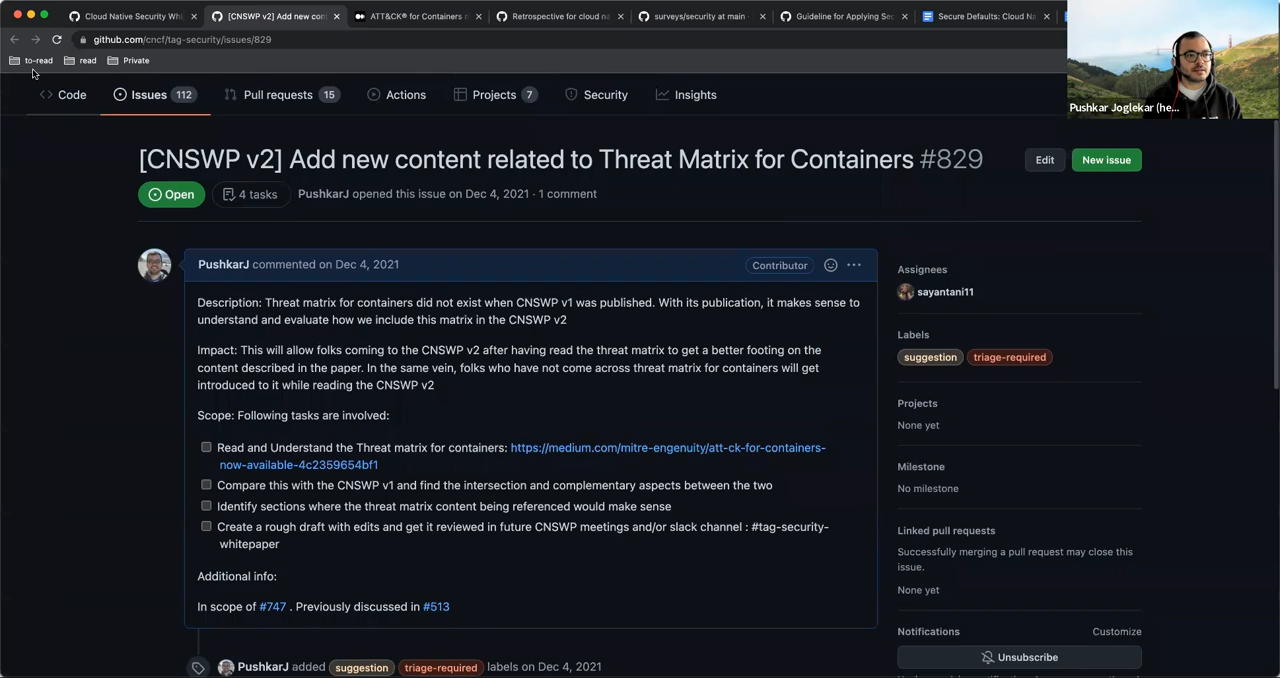 Cloud Native Security Whi
[CNSWP v2] Add new cont
ATT&CK® for Containers n
Retrospective for cloud na
surveys/security at main ·
Guideline for Applying Sec
Secure Defaults: Cloud Na
github.com/cncf/tag-security/issues/829
to-read
read
Private
Pushkar Joglekar (he...
Code
Issues 112
Pull requests 15
Actions
Projects 7
Security
Insights
[CNSWP v2] Add new content related to Threat Matrix for Containers #829
Edit
New issue
Open
4 tasks
PushkarJ opened this issue on Dec 4, 2021 · 1 comment
PushkarJ commented on Dec 4, 2021
Contributor
Description: Threat matrix for containers did not exist when CNSWP v1 was published. With its publication, it makes sense to
understand and evaluate how we include this matrix in the CNSWP v2
Impact: This will allow folks coming to the CNSWP v2 after having read the threat matrix to get a better footing on the
content described in the paper. In the same vein, folks who have not come across threat matrix for containers will get
introduced to it while reading the CNSWP v2
Scope: Following tasks are involved:
Read and Understand the Threat matrix for containers: https://medium.com/mitre-engenuity/att-ck-for-containers-
now-available-4c2359654bf1
Compare this with the CNSWP v1 and find the intersection and complementary aspects between the two
Identify sections where the threat matrix content being referenced would make sense
Create a rough draft with edits and get it reviewed in future CNSWP meetings and/or slack channel : #tag-security-
whitepaper
Additional info:
In scope of #747 . Previously discussed in #513
PushkarJ added suggestion triage-required labels on Dec 4, 2021
Assignees
sayantani11
Labels
suggestion triage-required
Projects
None yet
Milestone
No milestone
Linked pull requests
Successfully merging a pull request may close this
issue.
None yet
Notifications
Customize
Unsubscribe